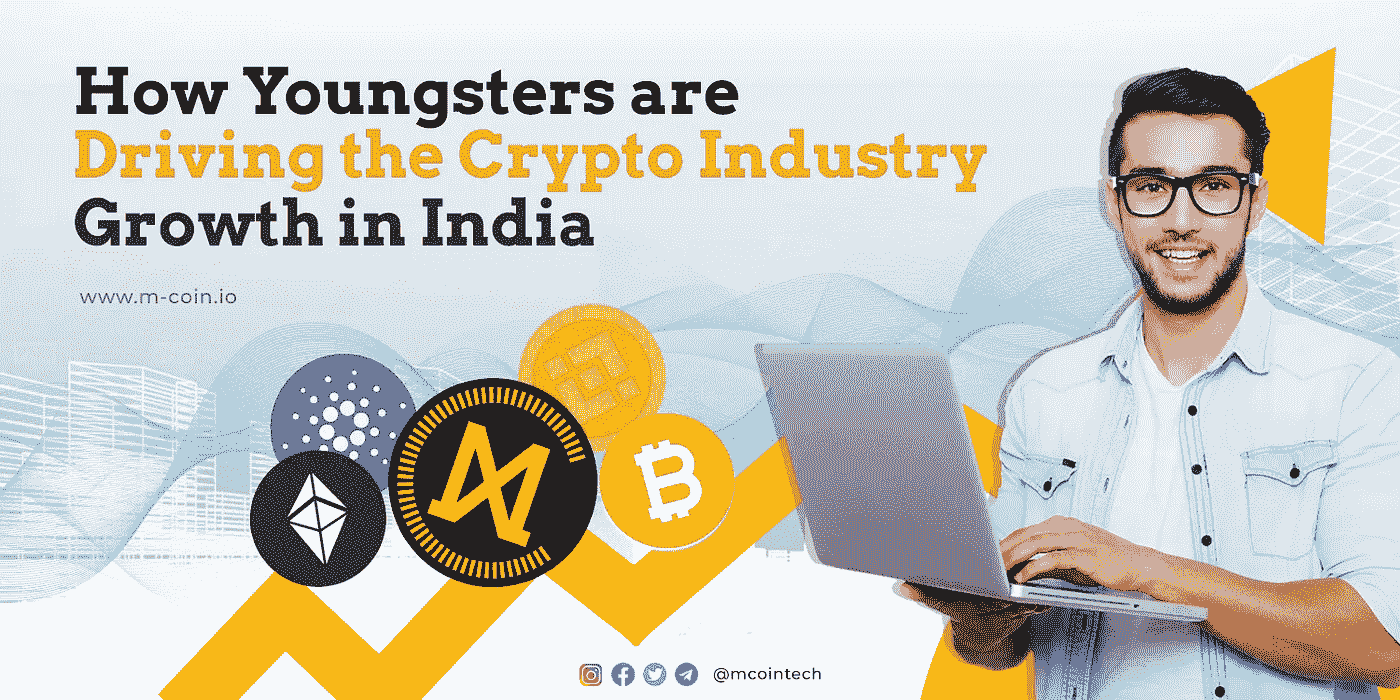 How Youngsters are
Driving the Crypto Industry
Growth in India
www.m-coin.io
@mcointech